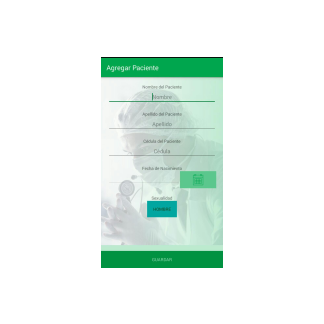 Agregar Paciente
Nombre del Paciente
Nombre
Apellido del Paciente
Apellido
Cédula del Paciente
Cedula
Fecha de Nacimiento
Sexualidad
HOMBRE
GUARDAR